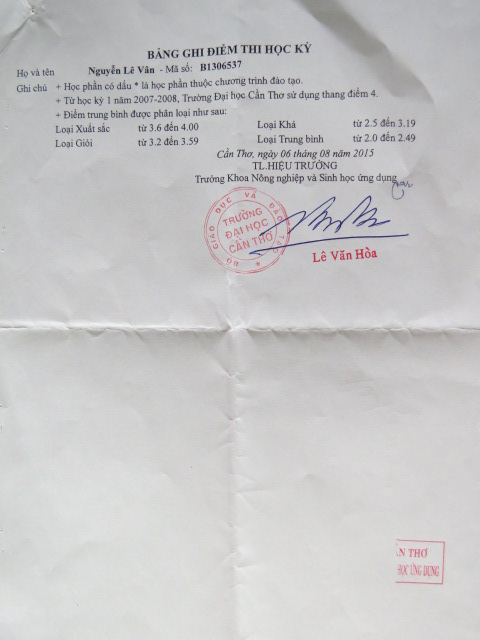 BẢNG GHI ĐIỂM THI HỌC KỲ
Họ và tên Nguyễn Lê Vân - Mã số: B1306537
Ghi chú + Học phần có dấu * là học phần thuộc chương trình đào tạo.
+ Từ học kỳ 1 năm 2007-2008, Trường Đại học Cần Thơ sử dụng thang điểm 4.
+ Điểm trung bình được phân loại như sau:
Loại Xuất sắc từ 3.6 đến 4.00 Loại Khá từ 2.5 đến 3.19
Loại Giỏi từ 3.2 đến 3.59 Loại Trung bình từ 2.0 đến 2.49
Cần Thơ, ngày 06 tháng 08 năm 2015
TL.HIỆU TRƯỞNG
Trưởng Khoa Nông nghiệp và Sinh học ứng dụng
BỘ GIÁO DỤC VÀ ĐÀO TẠO
TRƯỜNG
ĐẠI HỌC
CẦN THƠ
Lê Văn Hòa
ẦN THƠ
HỌC ỨNG DỤNG